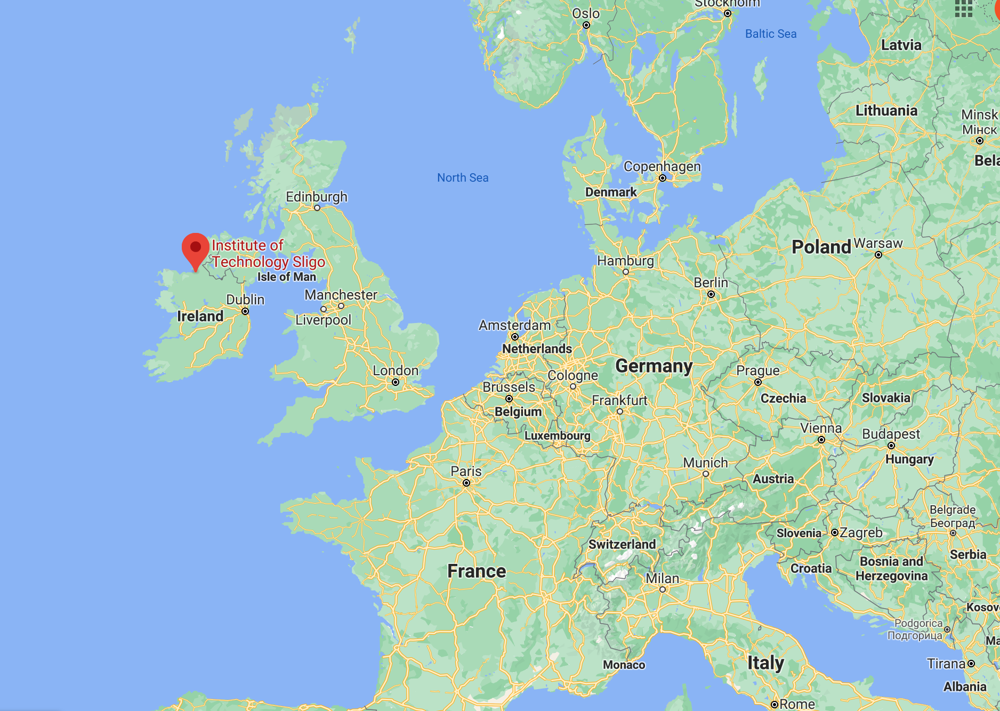 Stockholm
Oslo
Baltic Sea
Latvia
Lithuania
Minsk
Мінск
Bela
Copenhagen
North Sea
Denmark
Edinburgh
Institute of
Technology Sligo
Poland
Warsaw
Hamburg
Isle of Man
Berlin
Manchester
Dublin
Ireland
Liverpool
Amsterdam
Netherlands
Germany
London
Prague
Cologne
Brussels
Frankfurt
Czechia
Slovakia
Belgium
Vienna
Luxembourg
Budapest
Hungary
Munich
Paris
Austria
Belgrade
Београд
Slovenia
Zagreb
Switzerland
Serbia
Bosnia and
Herzegovina
Croatia
France
Milan
Kosov
Podgorica
Подгорица
Ma
Monaco
Italy
Tirana
Albania
Rome